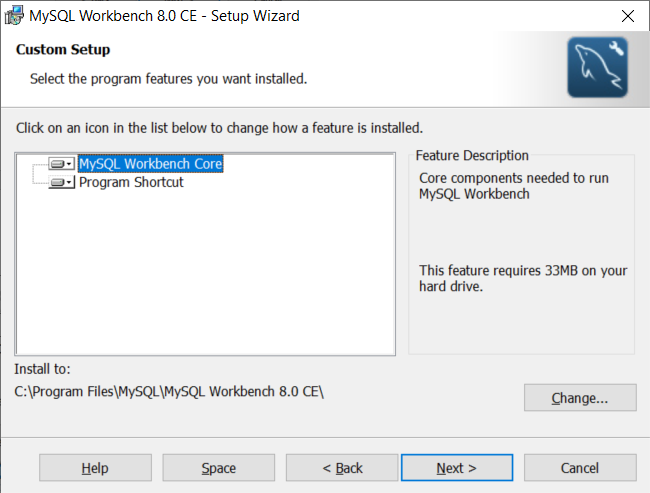 MySQL Workbench 8.0 CE - Setup Wizard
Custom Setup
Select the program features you want installed.
Click on an icon in the list below to change how a feature is installed.
MySQL Workbench Core
Program Shortcut
Feature Description
Core components needed to run
MySQL Workbench
This feature requires 33MB on your
hard drive.
Install to:
C:\Program Files\MySQL\MySQL Workbench 8.0 CE\
Change...
Help
Space
< Back
Next >
Cancel